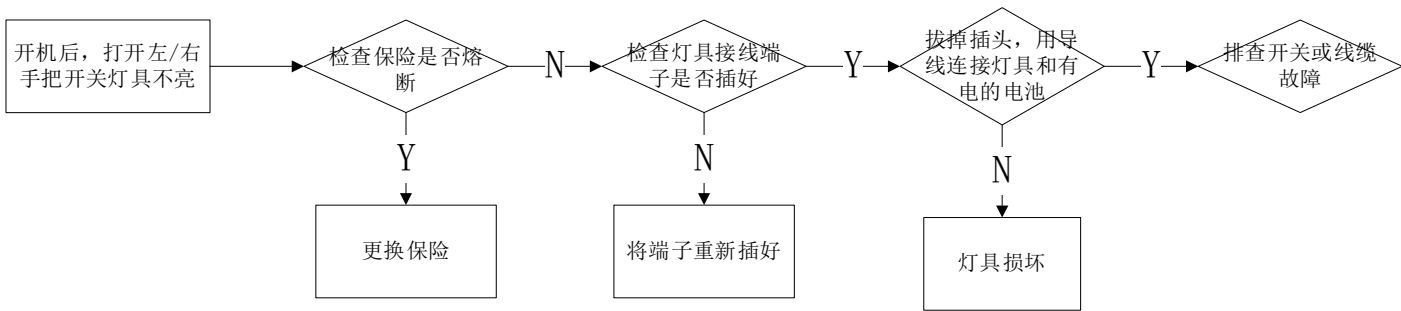 开机后，打开左/右
手把开关灯具不亮
检查保险是否熔
断
N
检查灯具接线端
子是否插好
Y
拔掉插头，用导
线连接灯具和有
电的电池
Y
排查开关或线缆
故障
Y
N
N
更换保险
将端子重新插好
灯具损坏